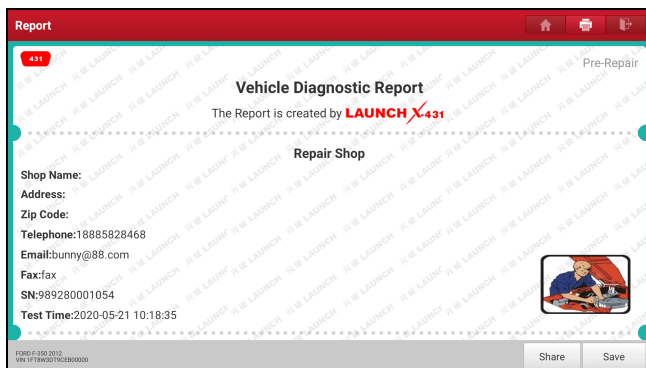 Report
431
Pre-Repair
Vehicle Diagnostic Report
The Report is created by LAUNCH X-431
Repair Shop
Shop Name:
Address:
Zip Code:
Telephone:18885828468
Email:bunny@88.com
Fax:fax
SN:989280001054
Test Time:2020-05-21 10:18:35
FORD F-350 2012
VIN 1FT8W3DT9CEB00000
Share
Save